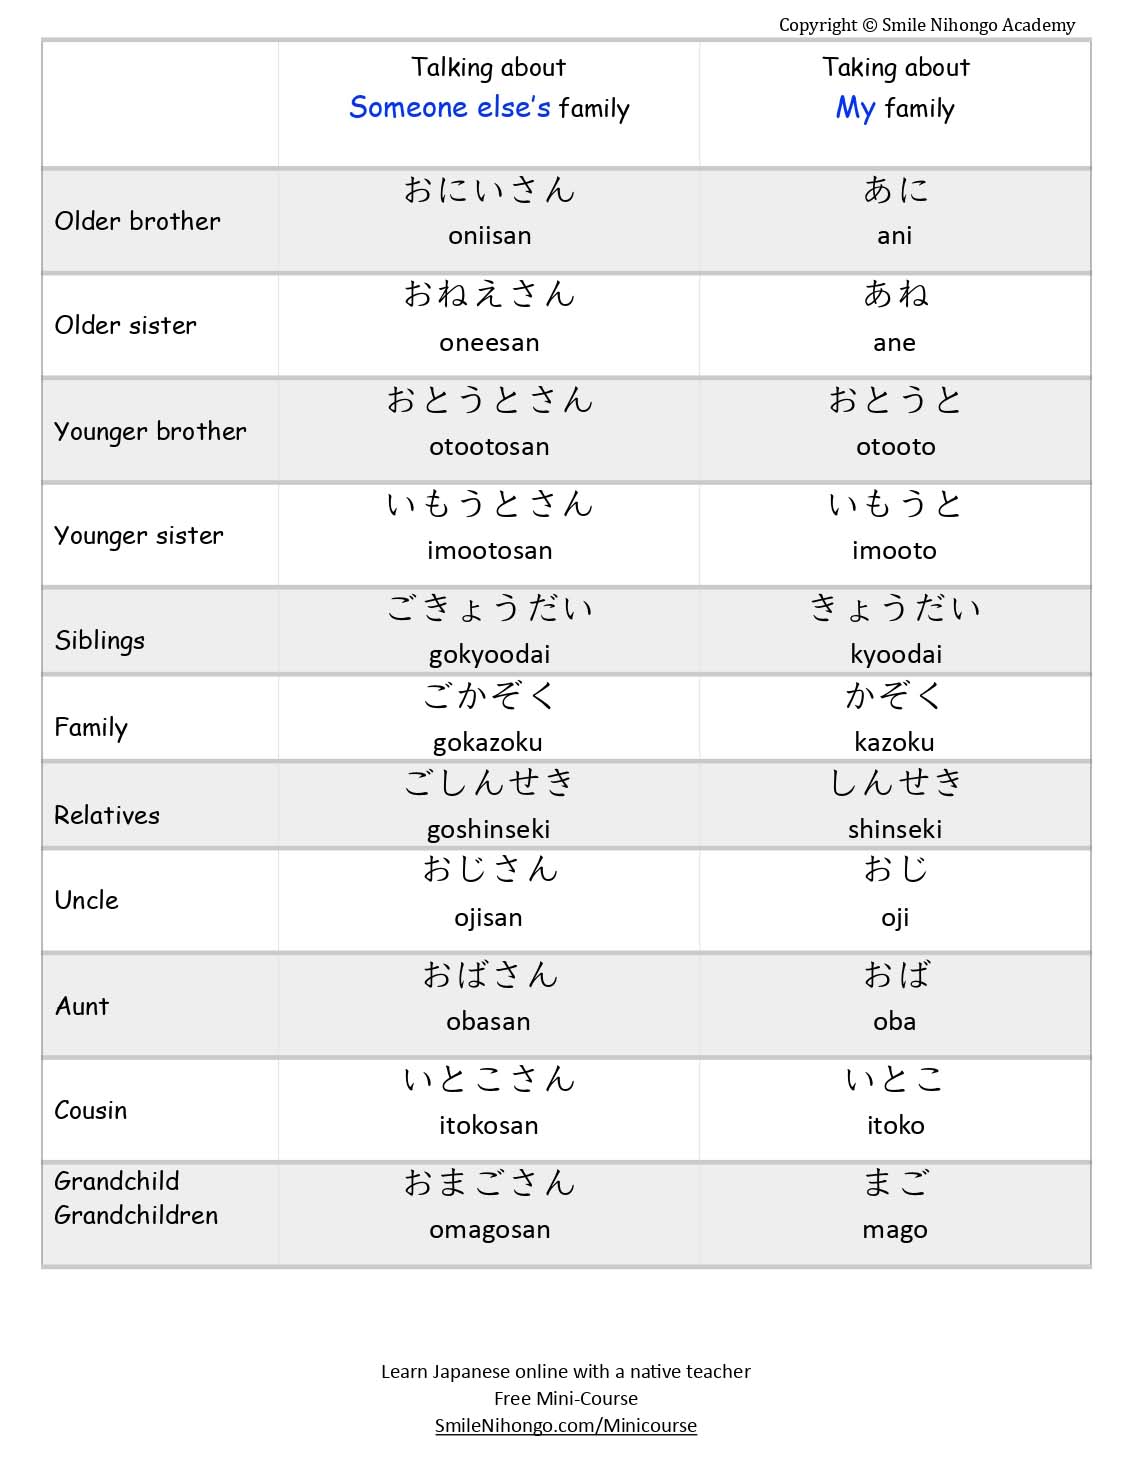 Copyright © Smile Nihongo Academy
Talking about
Someone else's family
Taking about
My family
Older brother
おにいさん
oniisan
あに
ani
Older sister
おねえさん
oneesan
あね
ane
Younger brother
おとうとさん
otootosan
おとうと
otooto
Younger sister
いもうとさん
imootosan
いもうと
imooto
Siblings
ごきょうだい
gokyoodai
きょうだい
kyoodai
Family
ごかぞく
gokazoku
かぞく
kazoku
Relatives
ごしんせき
goshinseki
しんせき
shinseki
Uncle
おじさん
ojisan
おじ
oji
Aunt
おばさん
obasan
おば
oba
Cousin
いとこさん
itokosan
いとこ
itoko
Grandchild
Grandchildren
おまごさん
omagosan
まご
mago
Learn Japanese online with a native teacher
Free Mini-Course
SmileNihongo.com/Minicourse